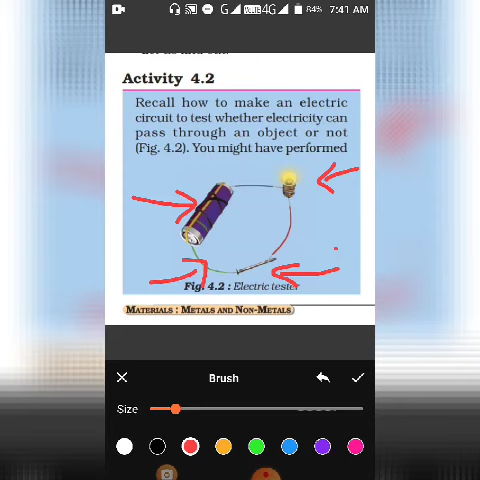 G 4G 84% 7:41 AM
Activity 4.2
Recall how to make an electric
circuit to test whether electricity can
pass through an object or not
(Fig. 4.2). You might have performed
Fig. 4.2 : Electric tester
MATERIALS : METALS AND NON-METALS
Brush
Size